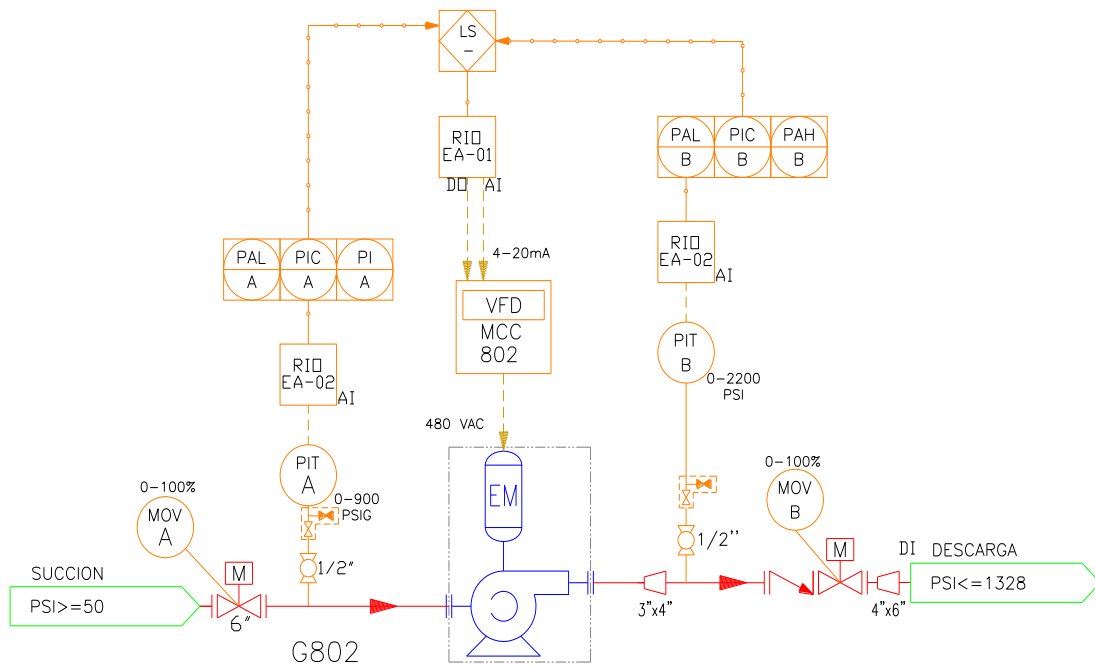 LS
-
RIO
EA-01
DO AI
4-20mA
VFD
MCC
802
480 VAC
EM
PAL
A
PIC
A
PI
A
RIO
EA-02
AI
PIT
A
0-900
PSIG
1/2"
0-100%
MOV
A
M
6"
SUCCION
PSI>=50
G802
PAL
B
PIC
B
PAH
B
RIO
EA-02
AI
PIT
B
0-2200
PSI
1/2''
3"x4"
0-100%
MOV
B
M
4"x6"
DI DESCARGA
PSI<=1328